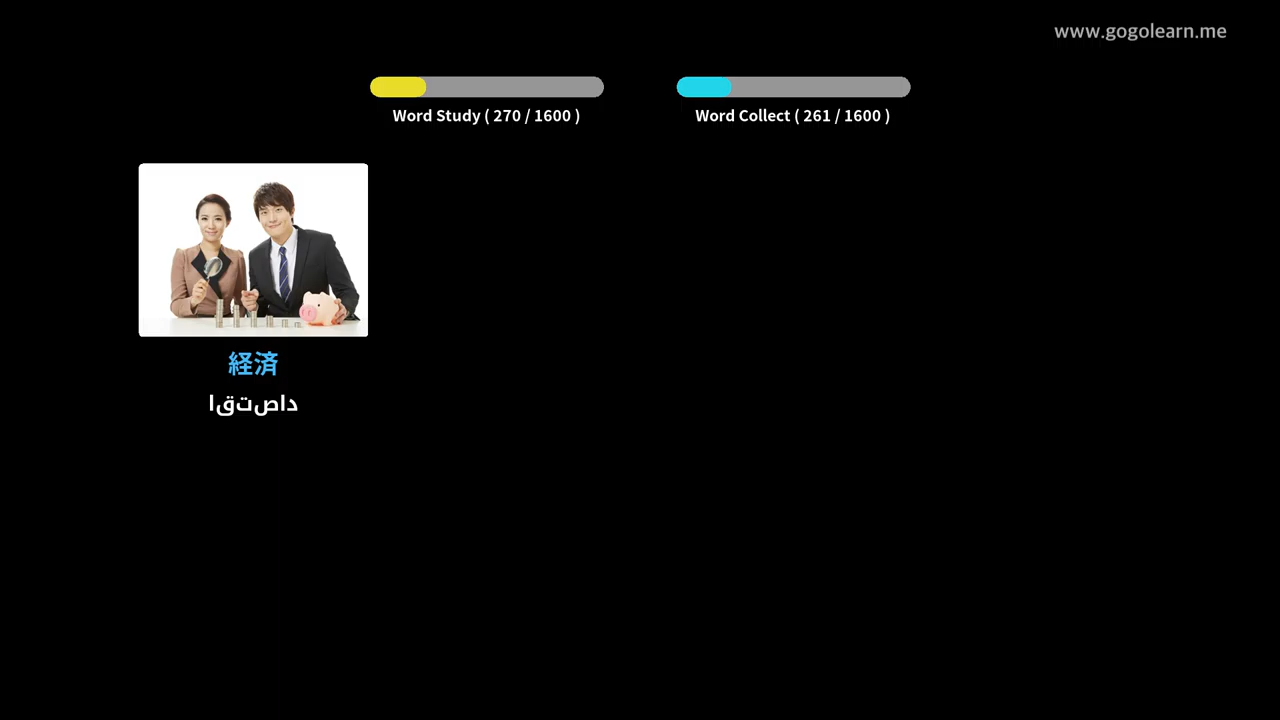 www.gogolearn.me
Word Study ( 270 / 1600 )
Word Collect ( 261 / 1600 )
経済
اقتصاد